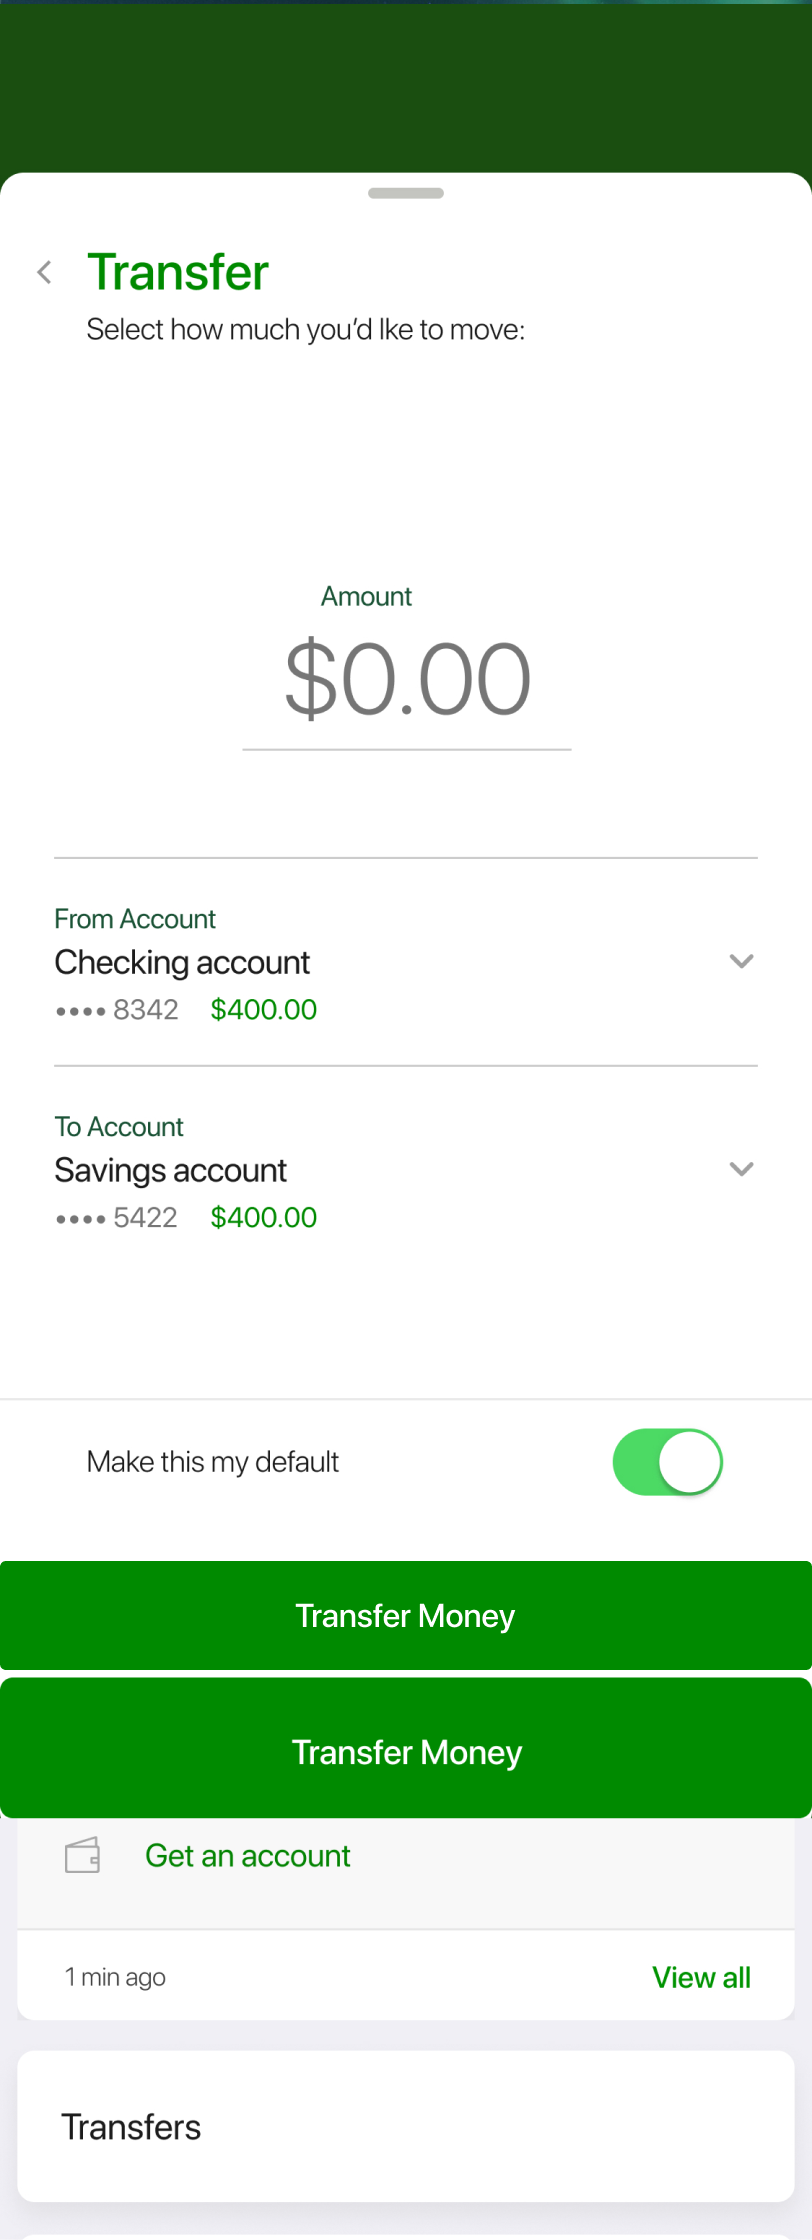 Transfer
Select how much you’d lke to move:
Amount
$0.00
From Account
Checking account
•••• 8342 $400.00
To Account
Savings account
•••• 5422 $400.00
Make this my default
Transfer Money
Transfer Money
Get an account
1 min ago View all
Transfers